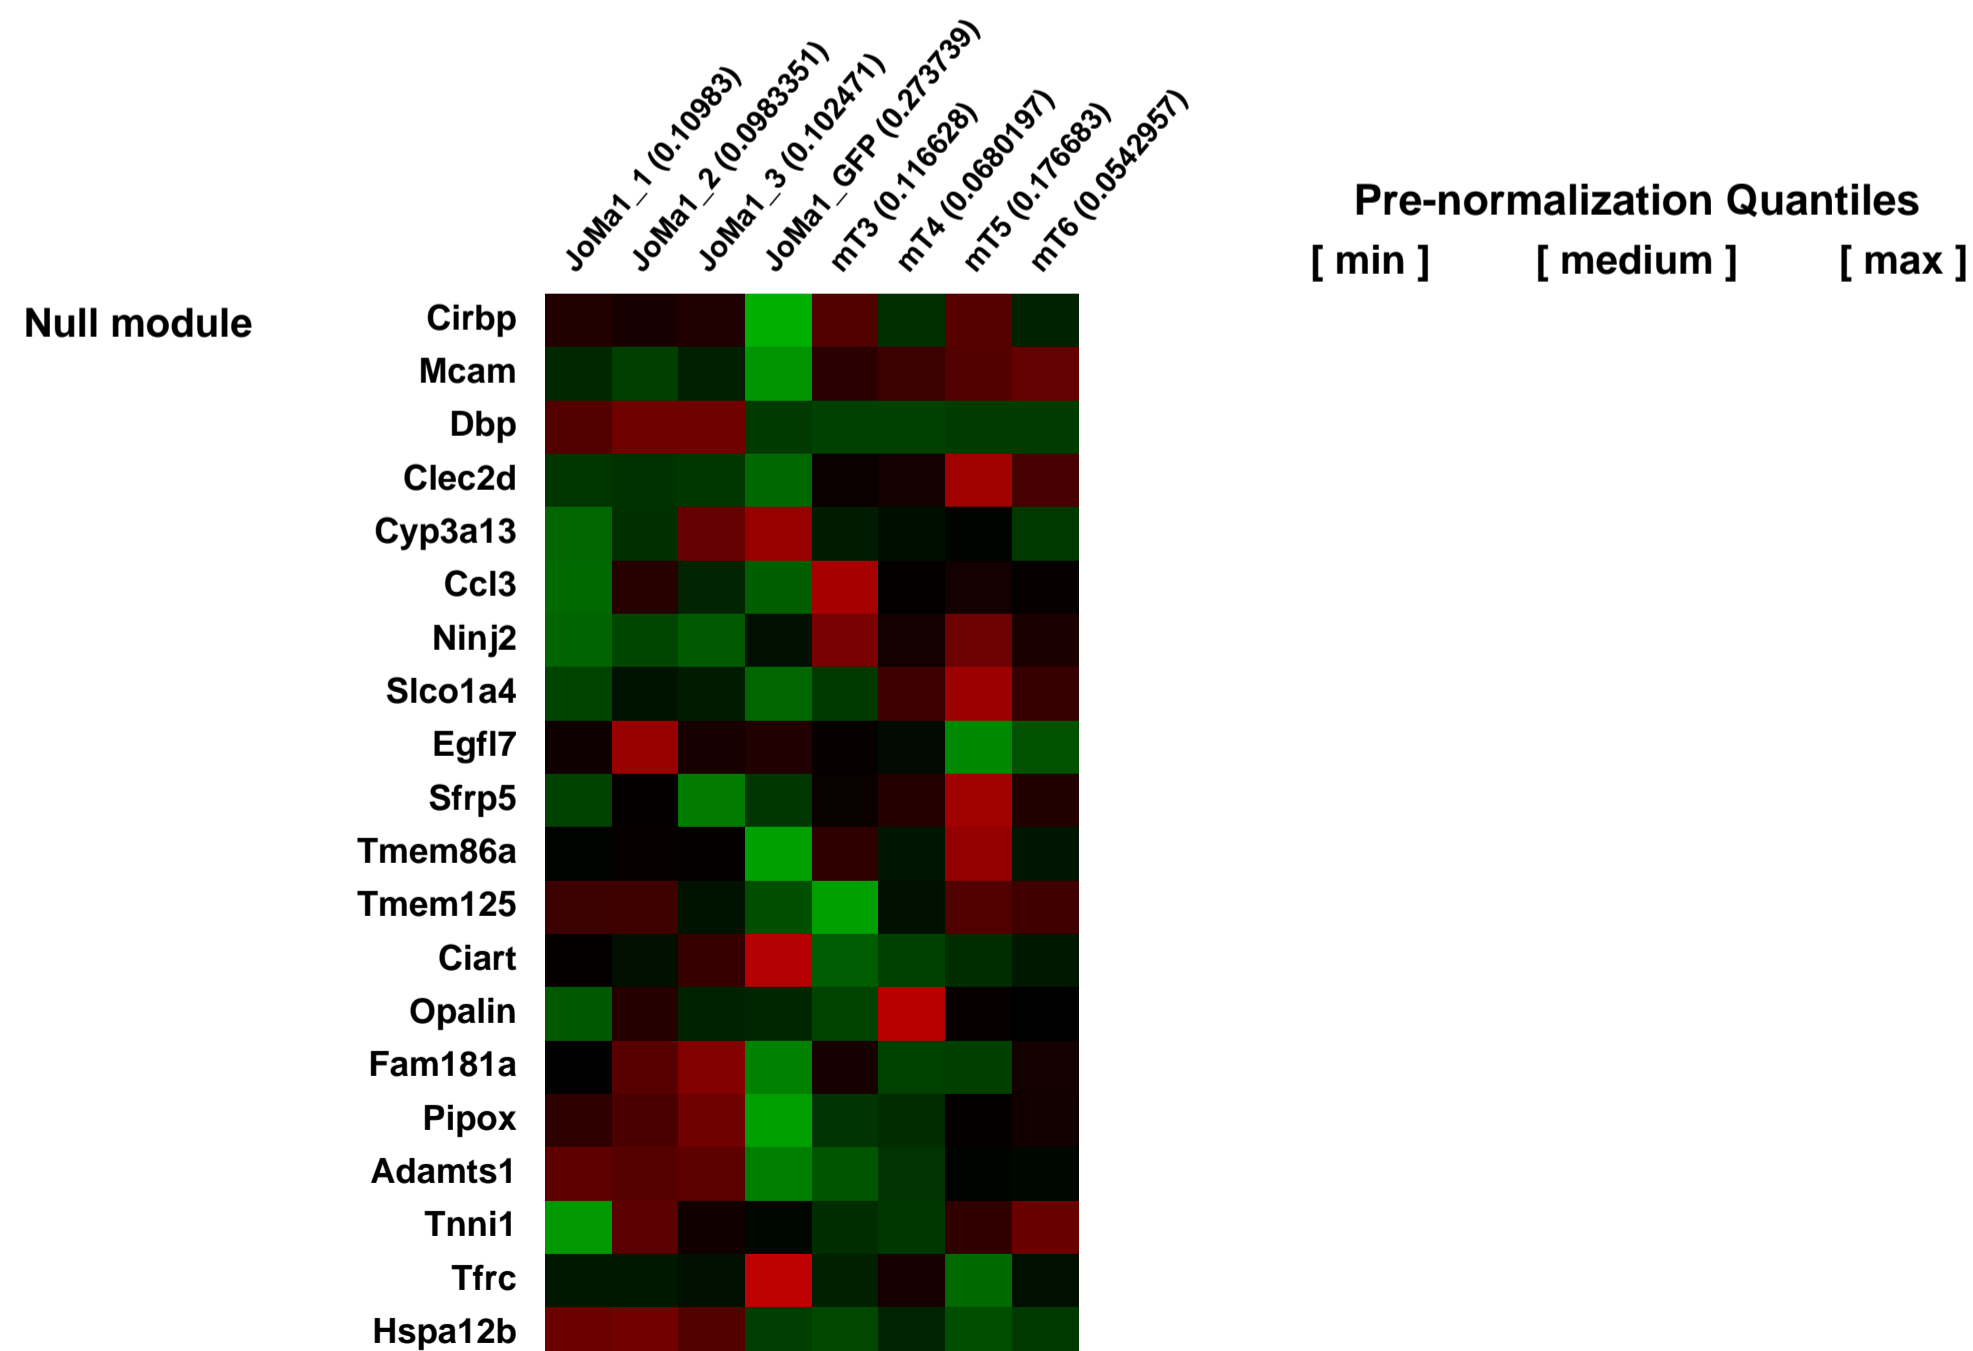 JoMa1_1 (0.10983)
JoMa1_2 (0.0983351)
JoMa1_3 (0.102471)
JoMa1_GFP (0.273739)
mT3 (0.116628)
mT4 (0.0680197)
mT5 (0.176683)
mT6 (0.0542957)
Pre-normalization Quantiles
[ min ] [ medium ] [ max ]
Null module
Cirbp
Mcam
Dbp
Clec2d
Cyp3a13
Ccl3
Ninj2
Slco1a4
Egfl7
Sfrp5
Tmem86a
Tmem125
Ciart
Opalin
Fam181a
Pipox
Adamts1
Tnni1
Tfrc
Hspa12b